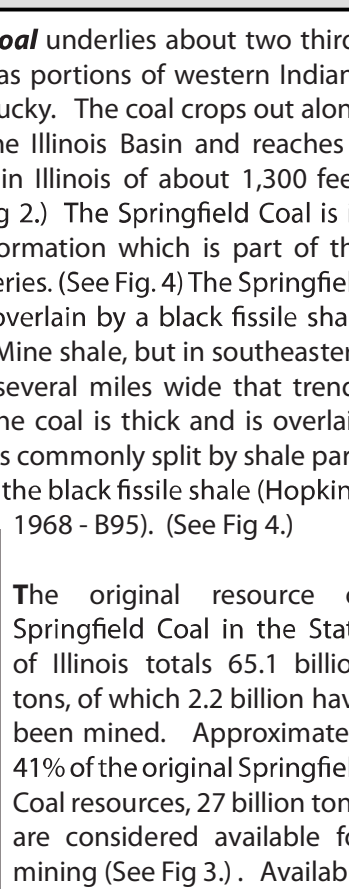 oal underlies about two third
as portions of western Indian
ucky. The coal crops out alon
ne Illinois Basin and reaches
in Illinois of about 1,300 fee
g 2.) The Springfield Coal is i
ormation which is part of th
eries. (See Fig. 4) The Springfiel
overlain by a black fissile sha
Mine shale, but in southeaster
several miles wide that trend
ne coal is thick and is overlai
s commonly split by shale par
the black fissile shale (Hopkin
1968 - B95). (See Fig 4.)
The original resource o
Springfield Coal in the Stat
of Illinois totals 65.1 billio
tons, of which 2.2 billion hav
been mined. Approximate
41% of the original Springfiel
Coal resources, 27 billion ton
are considered available fo
mining (See Fig 3.) . Availab